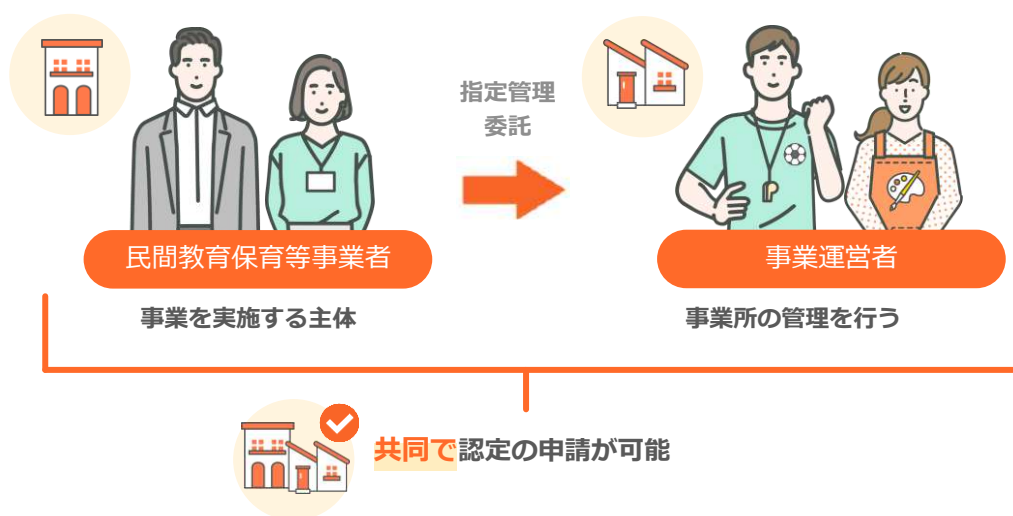 指定管理
委託
民間教育保育等事業者
事業運営者
事業を実施する主体
事業所の管理を行う
共同で認定の申請が可能